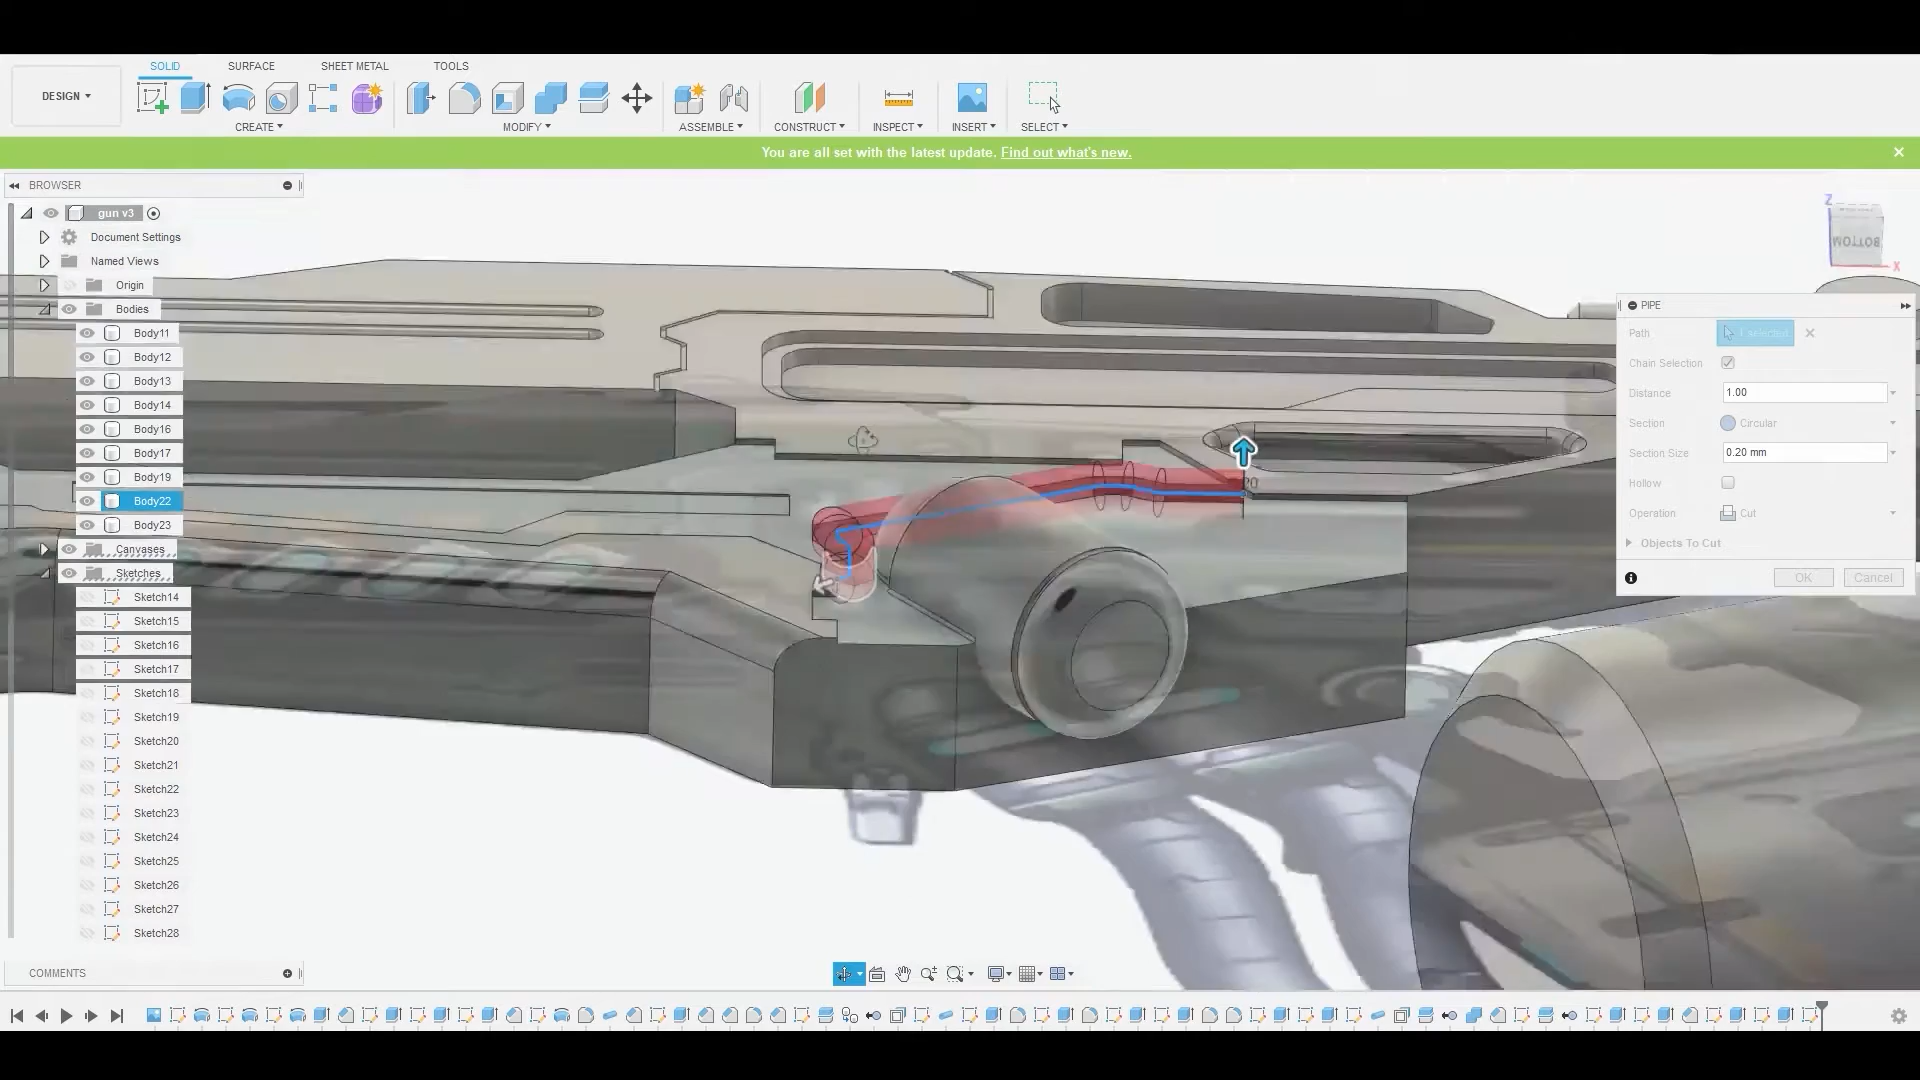 SOLID SURFACE SHEET METAL TOOLS
DESIGN
CREATE MODIFY ASSEMBLE CONSTRUCT INSPECT INSERT SELECT
You are all set with the latest update. Find out what's new.
BROWSER
gun v3
Document Settings
Named Views
Origin
Bodies
Body11
Body12
Body13
Body14
Body16
Body17
Body19
Body22
Body23
Canvases
Sketches
Sketch14
Sketch15
Sketch16
Sketch17
Sketch18
Sketch19
Sketch20
Sketch21
Sketch22
Sketch23
Sketch24
Sketch25
Sketch26
Sketch27
Sketch28
COMMENTS
Z
BOTTOM
X
PIPE
Path 1 selected
Chain Selection
Distance 1.00
Section Circular
Section Size 0.20 mm
Hollow
Operation Cut
Objects To Cut
OK Cancel